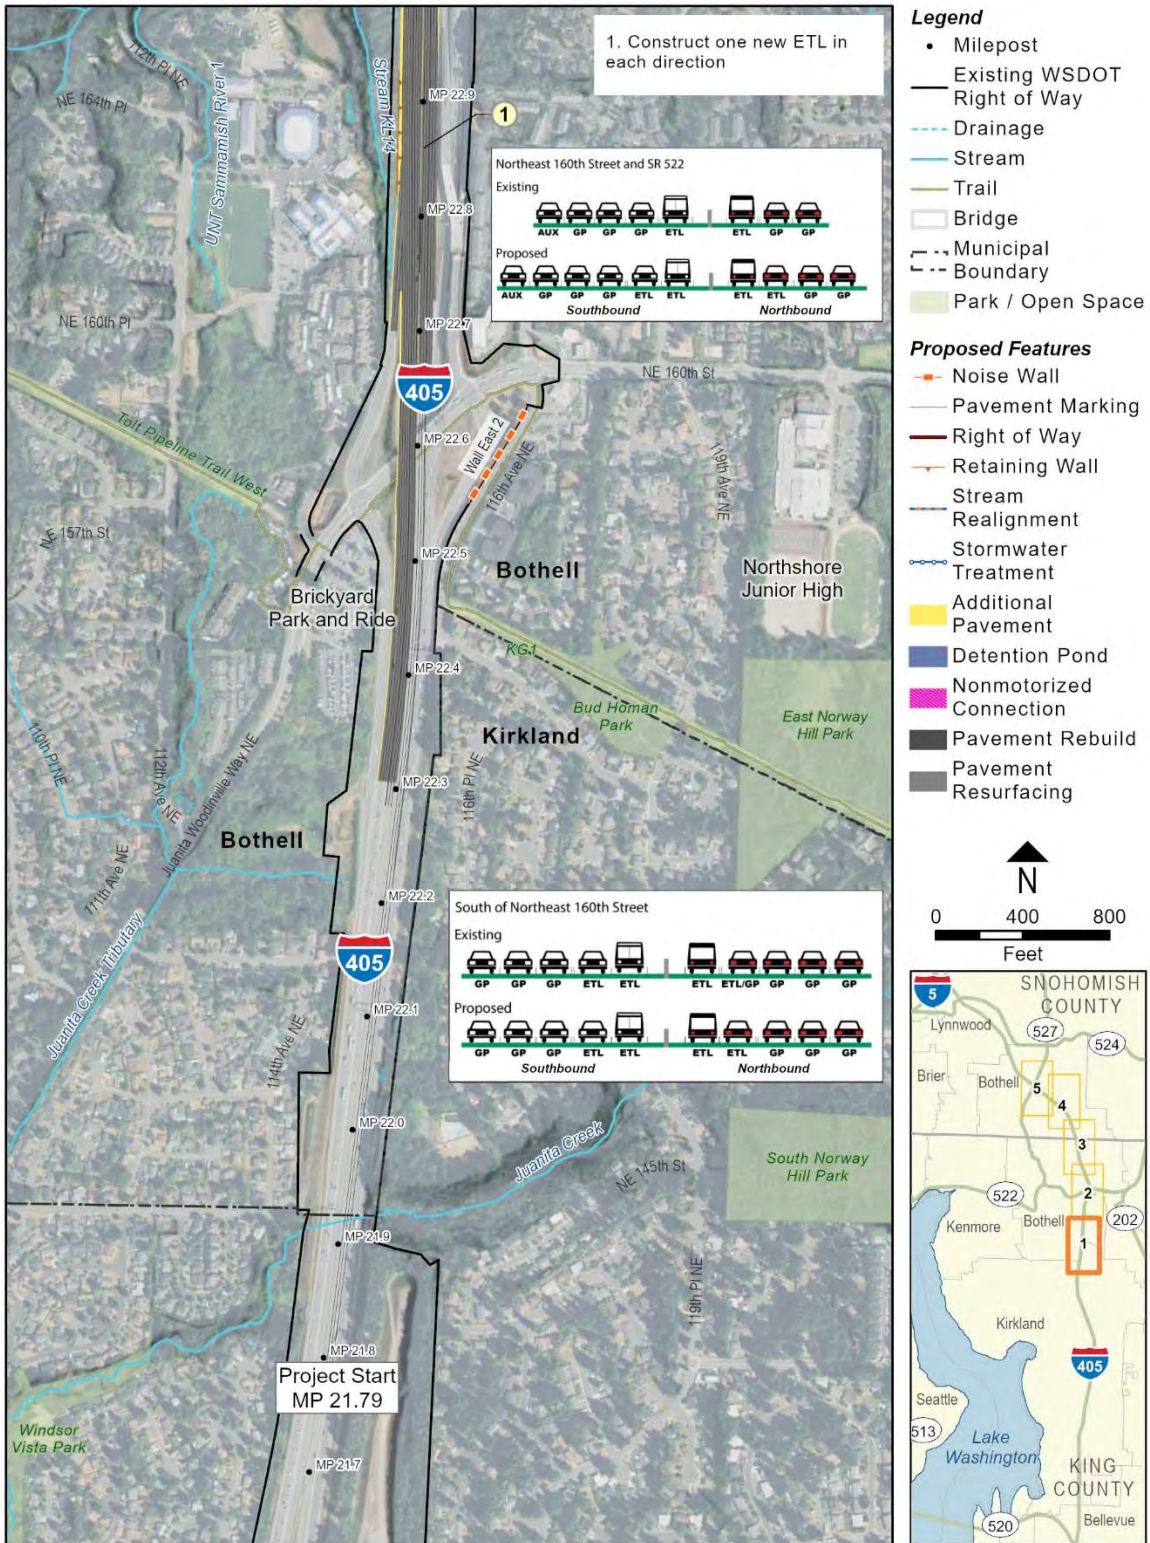 1. Construct one new ETL in
each direction
112th Pl NE
NE 164th Pl
UNT Sammamish River 1
Stream KL14
MP 22.9
1
Northeast 160th Street and SR 522
Existing
AUX GP GP GP ETL ETL GP GP
Proposed
AUX GP GP GP ETL ETL ETL ETL GP GP
Southbound Northbound
MP 22.8
NE 160th Pl
MP 22.7
405
NE 160th St
Tolt Pipeline Trail West
MP 22.6
Wall East 2
116th Ave NE
119th Ave NE
NE 157th St
MP 22.5
Bothell
Northshore
Junior High
Brickyard
Park and Ride
KG1
MP 22.4
Bud Homan
Park
East Norway
Hill Park
Kirkland
110th Pl NE
112th Ave NE
Juanita Woodinville Way NE
116th Pl NE
MP 22.3
Bothell
111th Ave NE
MP 22.2
South of Northeast 160th Street
Existing
GP GP GP ETL ETL ETL ETL/GP GP GP GP
Proposed
GP GP GP ETL ETL ETL ETL GP GP GP
Southbound Northbound
405
Juanita Creek Tributary
MP 22.1
114th Ave NE
MP 22.0
Juanita Creek
NE 145th St
South Norway
Hill Park
MP 21.9
119th Pl NE
MP 21.8
Project Start
MP 21.79
Windsor
Vista Park
MP 21.7
Legend
Milepost
Existing WSDOT
Right of Way
Drainage
Stream
Trail
Bridge
Municipal
Boundary
Park / Open Space
Proposed Features
Noise Wall
Pavement Marking
Right of Way
Retaining Wall
Stream
Realignment
Stormwater
Treatment
Additional
Pavement
Detention Pond
Nonmotorized
Connection
Pavement Rebuild
Pavement
Resurfacing
N
0 400 800
Feet
5
SNOHOMISH
COUNTY
Lynnwood
527
524
Brier
Bothell
5
4
3
2
522
Kenmore
Bothell
202
1
Kirkland
405
Seattle
513
Lake
Washington
KING
COUNTY
520
Bellevue